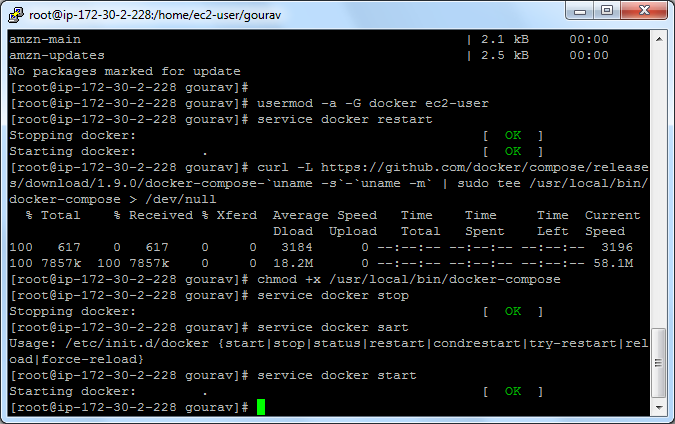 root@ip-172-30-2-228:/home/ec2-user/gourav
amzn-main                                                | 2.1 kB     00:00
amzn-updates                                             | 2.5 kB     00:00
No packages marked for update
[root@ip-172-30-2-228 gourav]#
[root@ip-172-30-2-228 gourav]# usermod -a -G docker ec2-user
[root@ip-172-30-2-228 gourav]# service docker restart
Stopping docker:                                           [  OK  ]
Starting docker:        .                                  [  OK  ]
[root@ip-172-30-2-228 gourav]# curl -L https://github.com/docker/compose/release
s/download/1.9.0/docker-compose-`uname -s`-`uname -m` | sudo tee /usr/local/bin/
docker-compose > /dev/null
  % Total    % Received % Xferd  Average Speed   Time    Time     Time  Current
                                 Dload  Upload   Total   Spent    Left  Speed
100   617    0   617    0     0   3184      0 --:--:-- --:--:-- --:--:--  3196
100 7857k  100 7857k    0     0  18.2M      0 --:--:-- --:--:-- --:--:-- 58.1M
[root@ip-172-30-2-228 gourav]# chmod +x /usr/local/bin/docker-compose
[root@ip-172-30-2-228 gourav]# service docker stop
Stopping docker:                                           [  OK  ]
[root@ip-172-30-2-228 gourav]# service docker sart
Usage: /etc/init.d/docker {start|stop|status|restart|condrestart|try-restart|rel
oad|force-reload}
[root@ip-172-30-2-228 gourav]# service docker start
Starting docker:        .                                  [  OK  ]
[root@ip-172-30-2-228 gourav]#